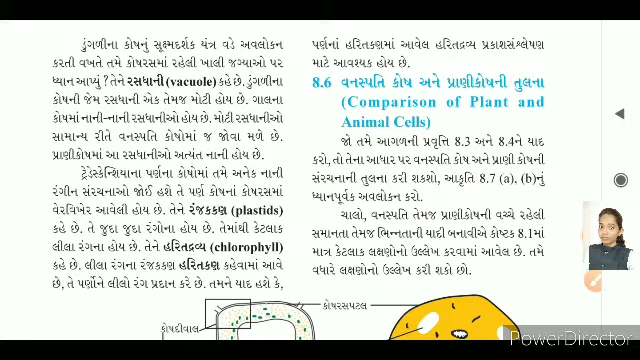 ડુંગળીના કોષનું સૂક્ષ્મદર્શક યંત્ર વડે અવલોકન
કરતી વખતે તમે કોષરસમાં રહેલી ખાલી જગ્યાઓ પર
ધ્યાન આપ્યું ? તેને રસધાની (vacuole) કહે છે. ડુંગળીના
કોષની જેમ રસધાની એક તેમજ મોટી હોય છે. ગાલના
કોષમાં નાની-નાની રસધાનીઓ હોય છે. મોટી રસધાનીઓ
સામાન્ય રીતે વનસ્પતિ કોષોમાં જ જોવા મળે છે.
પ્રાણીકોષમાં આ રસધાનીઓ અત્યંત નાની હોય છે.
ટ્રેડેસ્કેન્શિયાના પર્ણના કોષોમાં તમે અનેક નાની
રંગીન સંરચનાઓ જોઈ હશે તે પર્ણ કોષનાં કોષરસમાં
વેરવિખેર આવેલી હોય છે. તેને રંજકકણ (plastids)
કહે છે. તે જુદા જુદા રંગોના હોય છે. તેમાંથી કેટલાક
લીલા રંગના હોય છે. તેને હરિતદ્રવ્ય (chlorophyll)
કહે છે. લીલા રંગના રંજકકણ હરિતકણ કહેવામાં આવે
છે, તે પર્ણોને લીલો રંગ પ્રદાન કરે છે. તમને યાદ હશે કે,
પર્ણનાં હરિતકણમાં આવેલ હરિતદ્રવ્ય પ્રકાશસંશ્લેષણ
માટે આવશ્યક હોય છે.
8.6 વનસ્પતિ કોષ અને પ્રાણીકોષની તુલના
(Comparison of Plant and
Animal Cells)
જો તમે આગળની પ્રવૃત્તિ 8.3 અને 8.4ને યાદ
કરો, તો તેના આધાર પર વનસ્પતિ કોષ અને પ્રાણી કોષની
સંરચનાની તુલના કરી શકશો, આકૃતિ 8.7 (a), (b)નું
ધ્યાનપૂર્વક અવલોકન કરો.
ચાલો, વનસ્પતિ તેમજ પ્રાણીકોષની વચ્ચે રહેલી
સમાનતા તેમજ ભિન્નતાની યાદી બનાવીએ કોષ્ટક 8.1માં
માત્ર કેટલાક લક્ષણોનો ઉલ્લેખ કરવામાં આવેલ છે. તમે
વધારે લક્ષણોનો ઉલ્લેખ કરી શકો છો.
કોષરસપટલ
કોષદીવાલ
PowerDirector